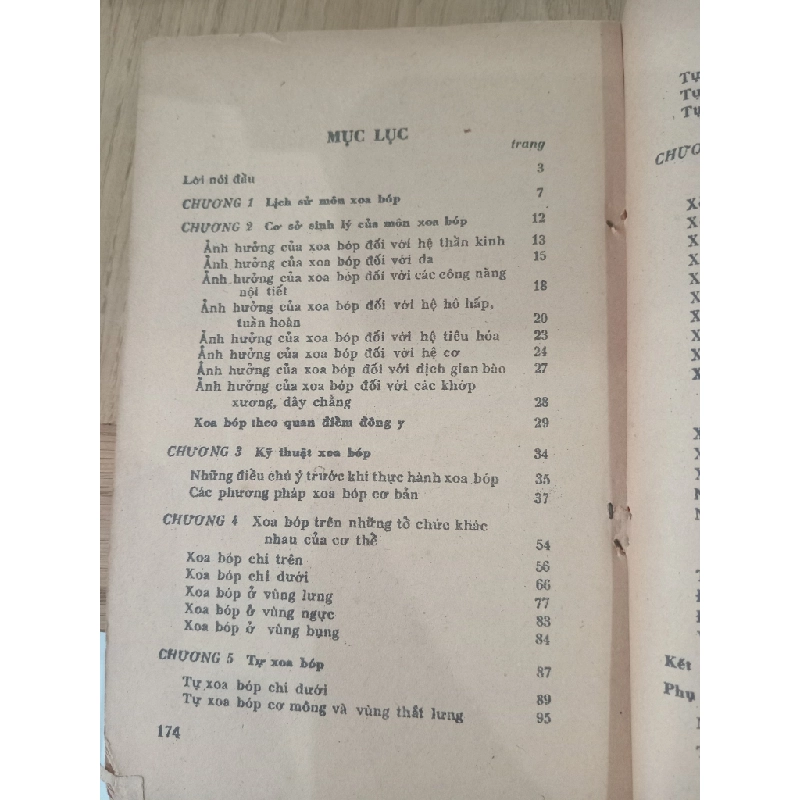 MỤC LỤC
trang
Lời nói đầu 3
CHƯƠNG 1 Lịch sử môn xoa bóp 7
CHƯƠNG 2 Cơ sở sinh lý của môn xoa bóp 12
Ảnh hưởng của xoa bóp đối với hệ thần kinh 13
Ảnh hưởng của xoa bóp đối với da 15
Ảnh hưởng của xoa bóp đối với các công năng
nội tiết 18
Ảnh hưởng của xoa bóp đối với hệ hô hấp,
tuần hoàn 20
Ảnh hưởng của xoa bóp đối với hệ tiêu hóa 23
Ảnh hưởng của xoa bóp đối với hệ cơ 24
Ảnh hưởng của xoa bóp đối với dịch gian bào 27
Ảnh hưởng của xoa bóp đối với các khớp
xương, dây chằng 28
Xoa bóp theo quan điểm đông y 29
CHƯƠNG 3 Kỹ thuật xoa bóp 34
Những điều chú ý trước khi thực hành xoa bóp 35
Các phương pháp xoa bóp cơ bản 37
CHƯƠNG 4 Xoa bóp trên những tổ chức khác
nhau của cơ thể 54
Xoa bóp chi trên 56
Xoa bóp chi dưới 66
Xoa bóp ở vùng lưng 77
Xoa bóp ở vùng ngực 83
Xoa bóp ở vùng bụng 84
CHƯƠNG 5 Tự xoa bóp 87
Tự xoa bóp chi dưới 89
Tự xoa bóp cơ mông và vùng thắt lưng 95
174
Tự
Tự
Tự
X
X
X
X
X
X
X
X
X
X
X
X
Kết
Phụ